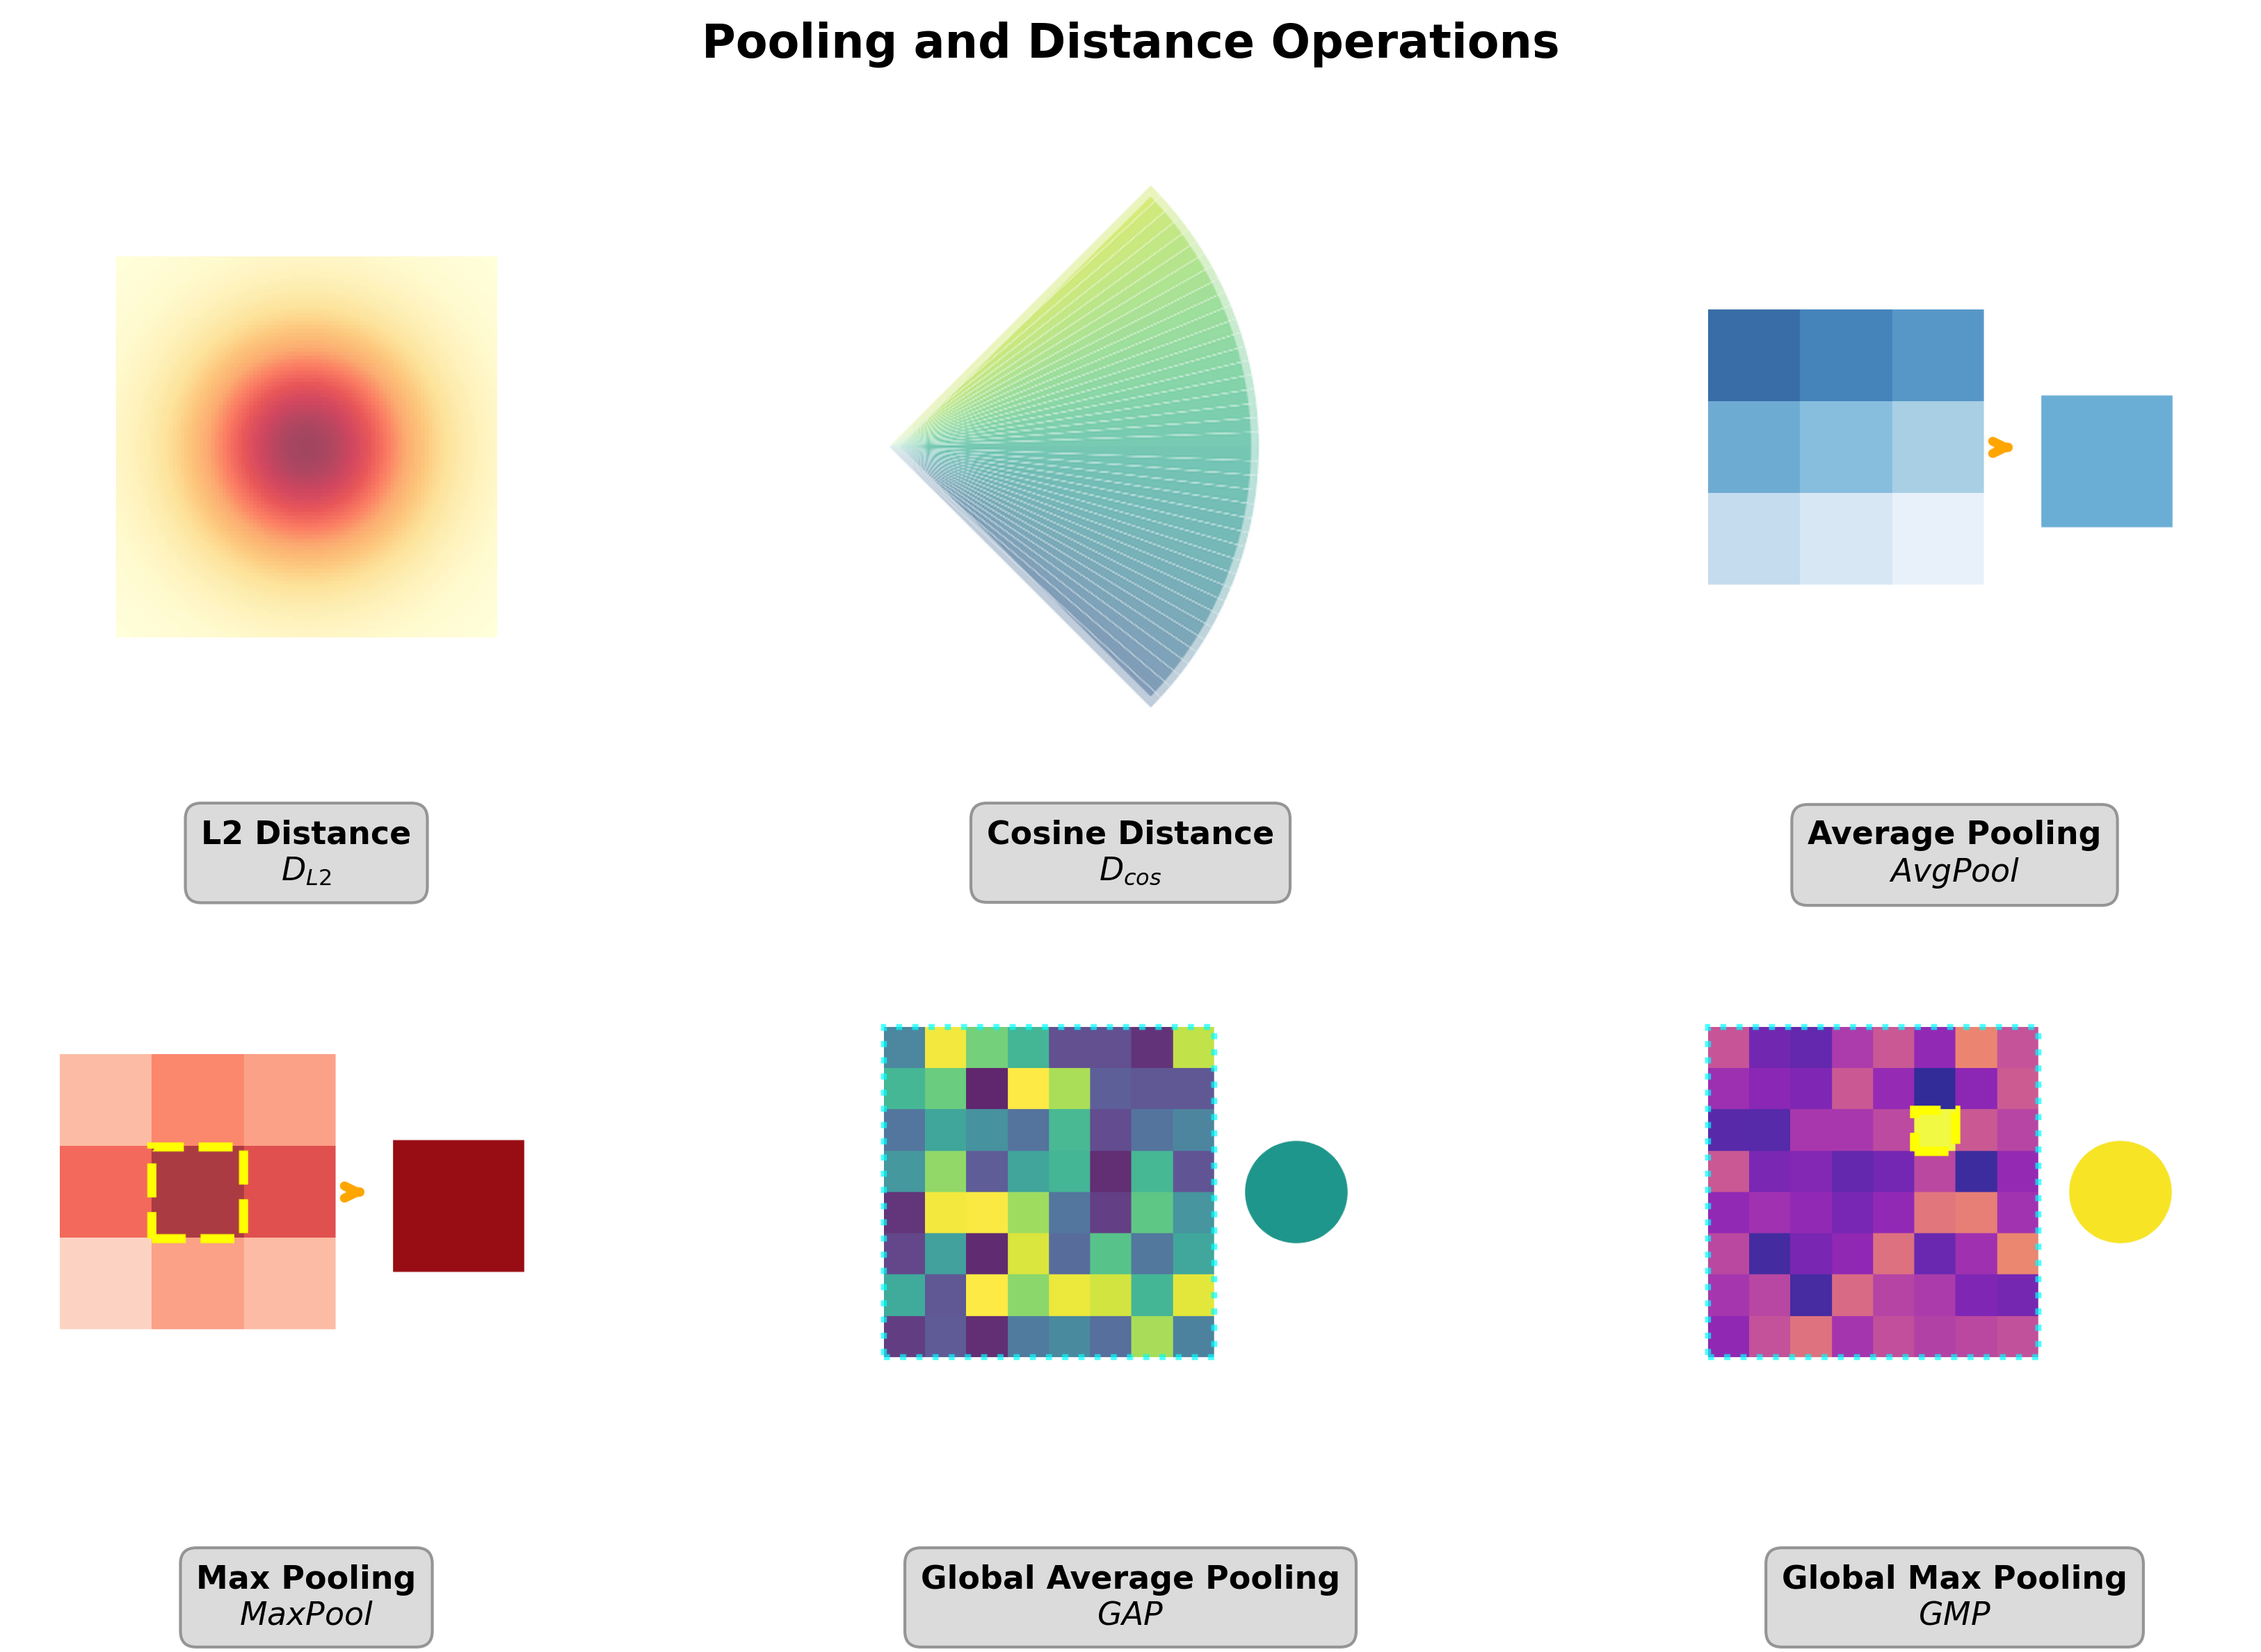 Pooling and Distance Operations
L2 Distance
D_{L2}
Cosine Distance
D_{cos}
Average Pooling
AvgPool
Max Pooling
MaxPool
Global Average Pooling
GAP
Global Max Pooling
GMP